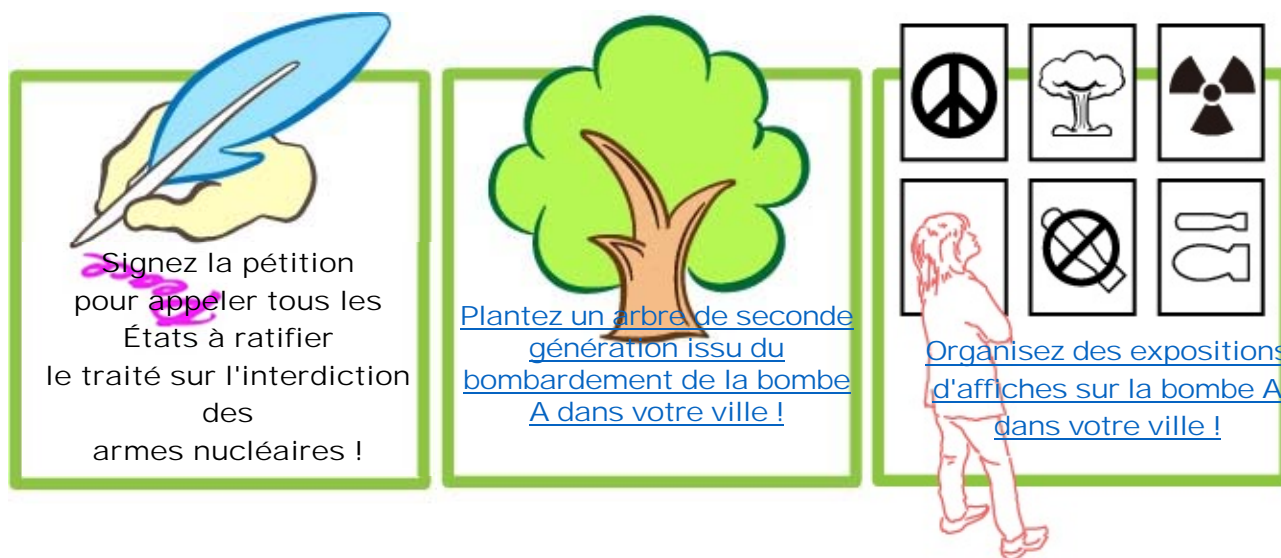 Signez la pétition
pour appeler tous les
États à ratifier
le traité sur l'interdiction
des
armes nucléaires !
Plantez un arbre de seconde
génération issu du
bombardement de la bombe
A dans votre ville !
Organisez des expositions
d'affiches sur la bombe A
dans votre ville !